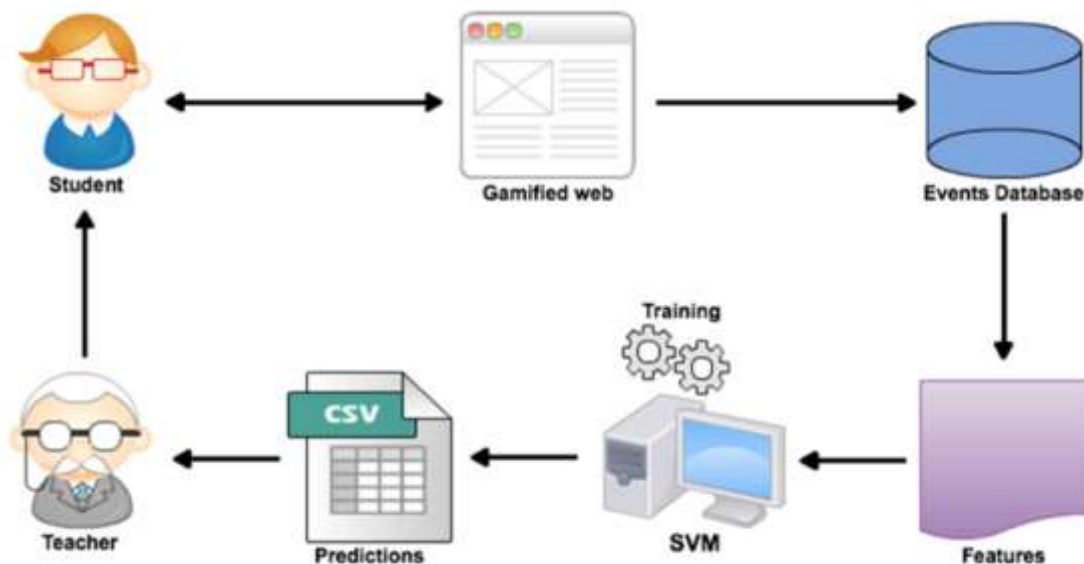 Student
Gamified web
Events Database
Training
CSV
Teacher
Predictions
SVM
Features